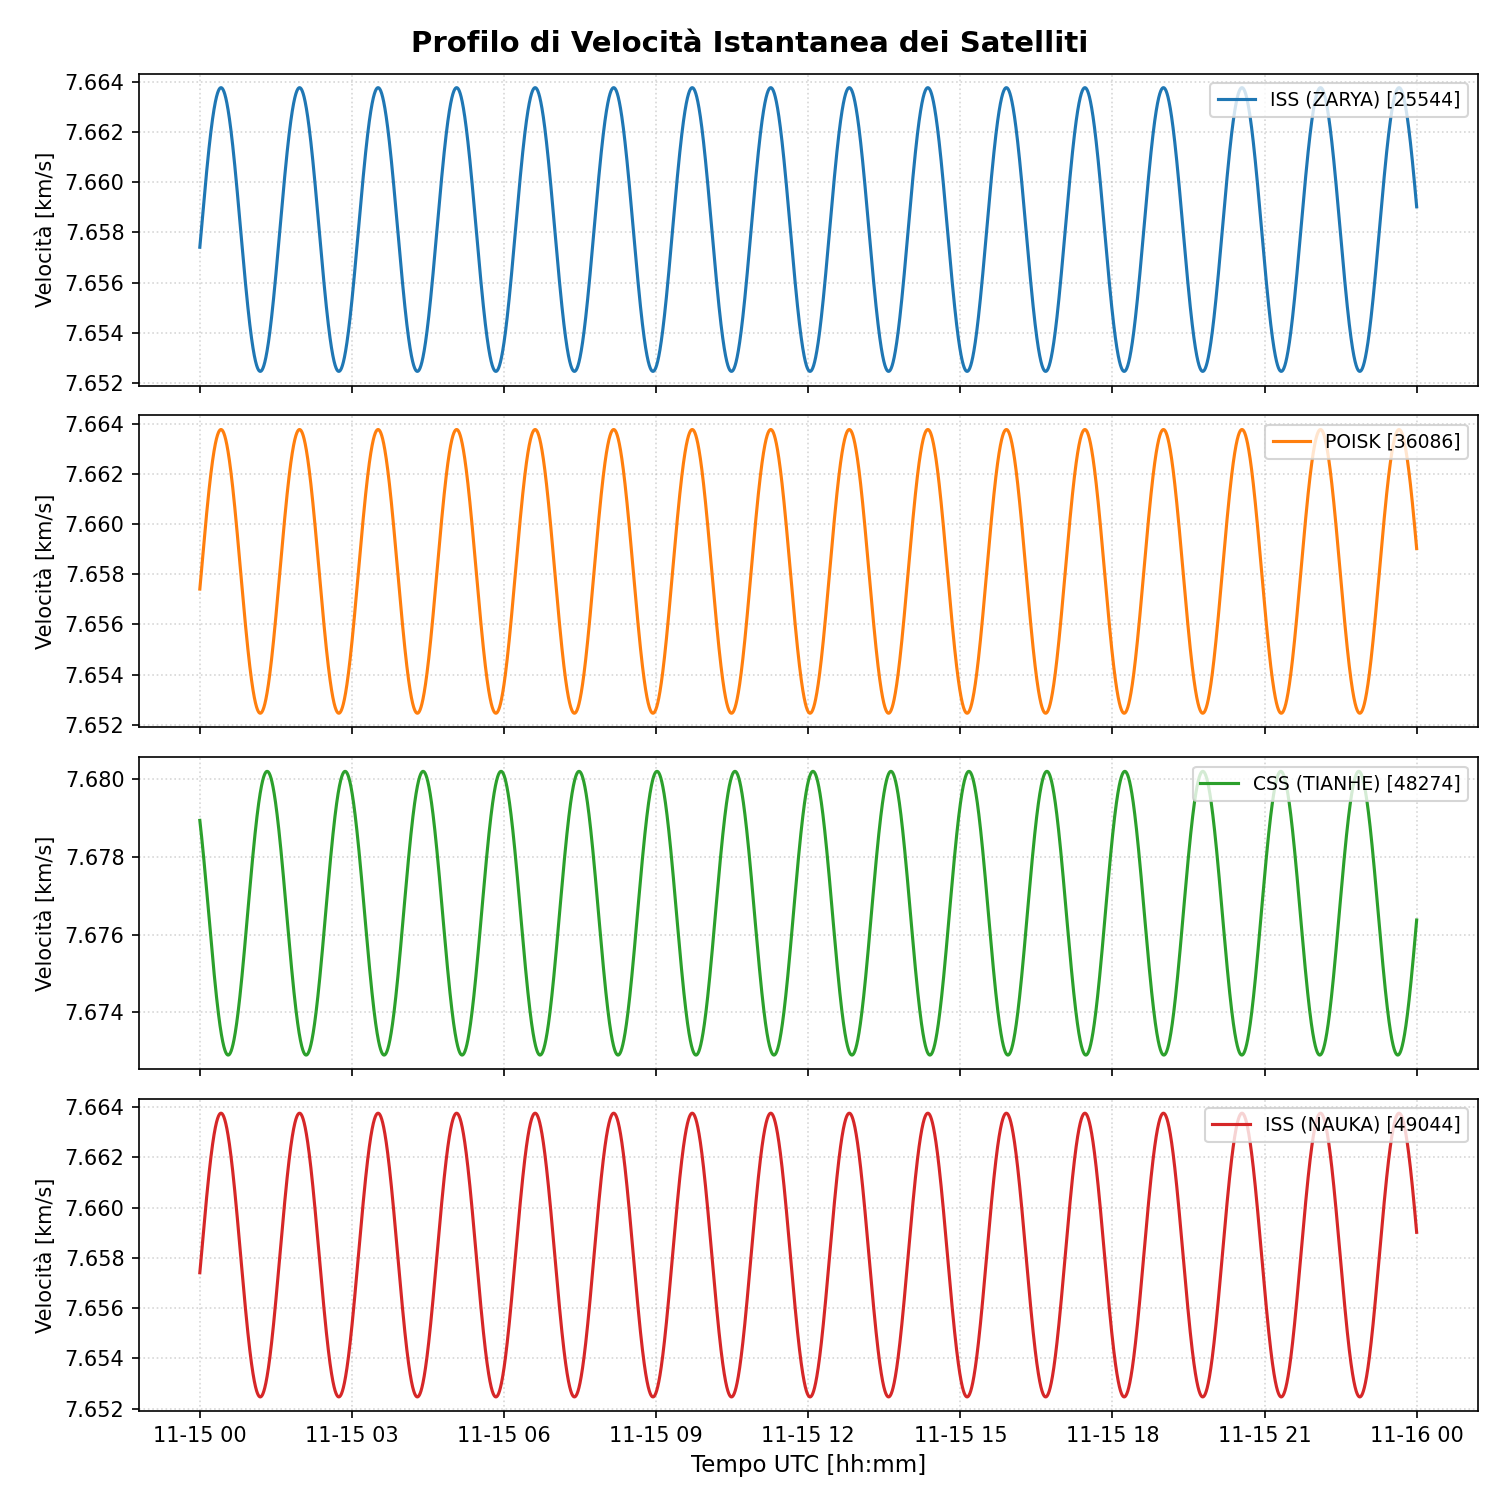 Profilo di Velocità Istantanea dei Satelliti
7.664
7.662
7.660
7.658
7.656
7.654
7.652
Velocità [km/s]
ISS (ZARYA) [25544]
7.664
7.662
7.660
7.658
7.656
7.654
7.652
Velocità [km/s]
POISK [36086]
7.680
7.678
7.676
7.674
Velocità [km/s]
CSS (TIANHE) [48274]
7.664
7.662
7.660
7.658
7.656
7.654
7.652
Velocità [km/s]
ISS (NAUKA) [49044]
11-15 00 11-15 03 11-15 06 11-15 09 11-15 12 11-15 15 11-15 18 11-15 21 11-16 00
Tempo UTC [hh:mm]